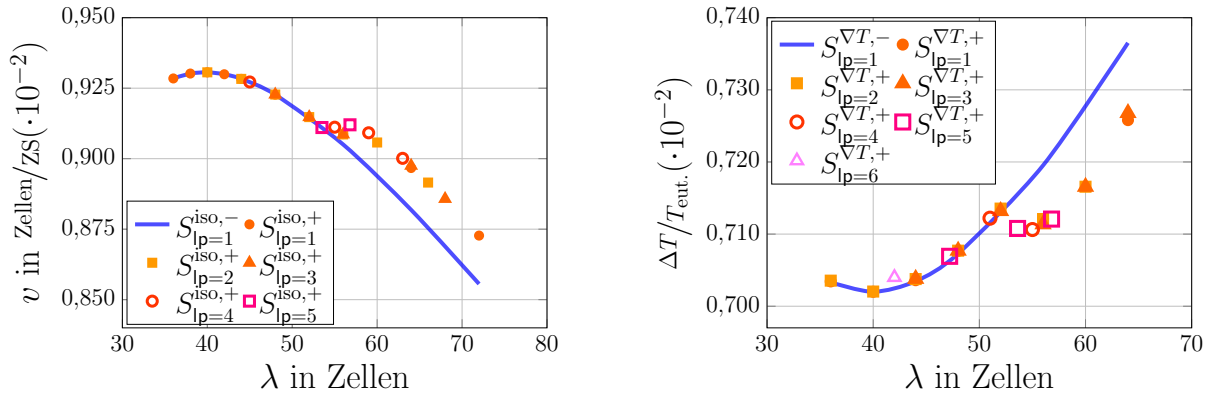 0,950
0,925
0,900
0,875
0,850
30 40 50 60 70 80
v in Zellen/zs(·10⁻²)
λ in Zellen
S^{iso,−}_{lp=1} S^{iso,+}_{lp=1}
S^{iso,+}_{lp=2} S^{iso,+}_{lp=3}
S^{iso,+}_{lp=4} S^{iso,+}_{lp=5}
0,740
0,730
0,720
0,710
0,700
30 40 50 60 70
ΔT/T_{eut.}(·10⁻²)
λ in Zellen
S^{∇T,−}_{lp=1} S^{∇T,+}_{lp=1}
S^{∇T,+}_{lp=2} S^{∇T,+}_{lp=3}
S^{∇T,+}_{lp=4} S^{∇T,+}_{lp=5}
S^{∇T,+}_{lp=6}